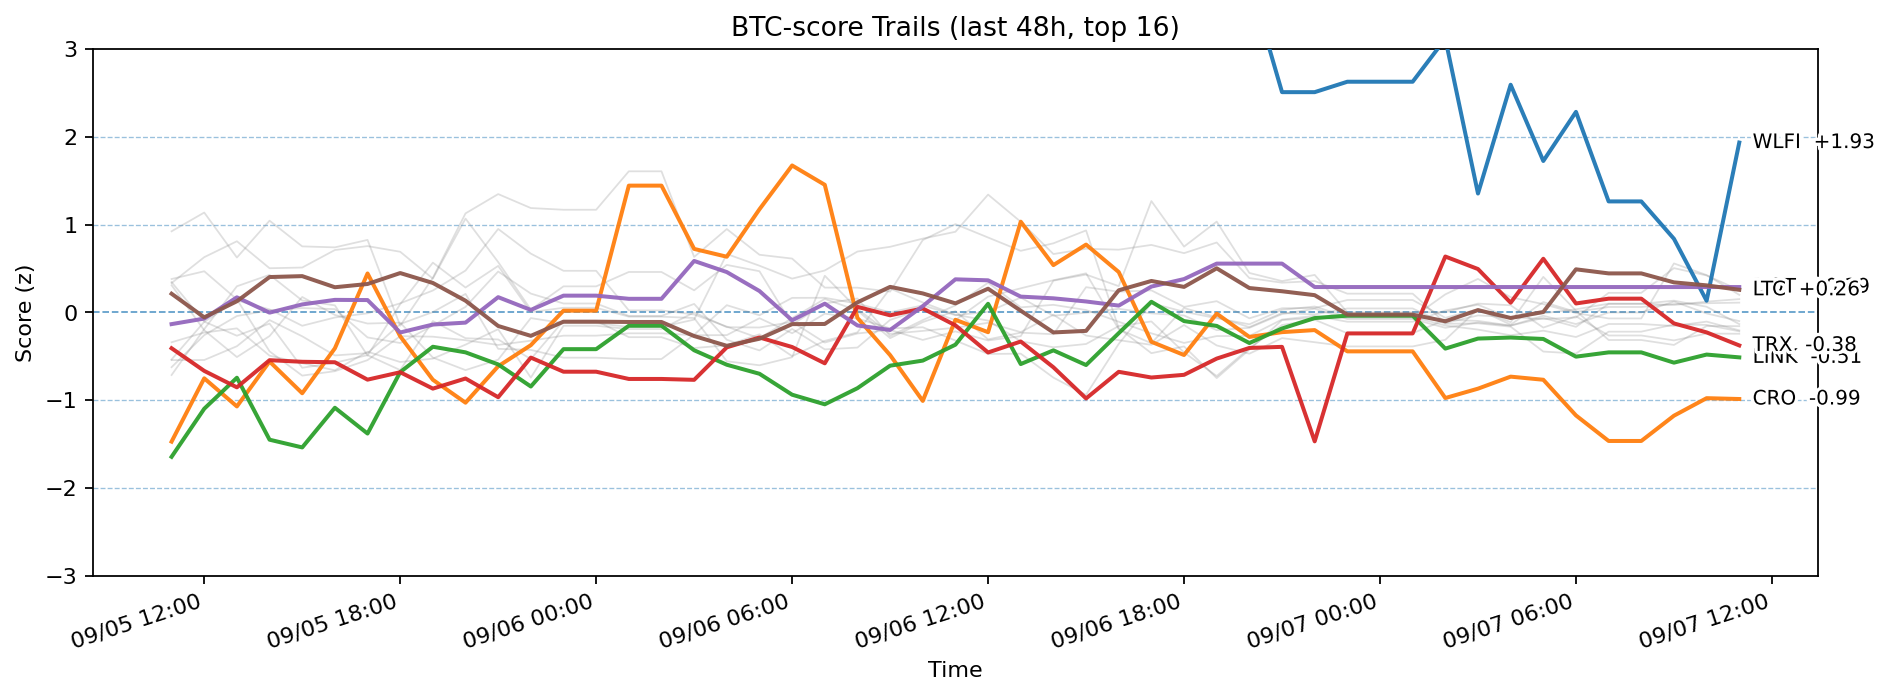 BTC-score Trails (last 48h, top 16)
Score (z)
3
2
1
0
−1
−2
−3
WLFI +1.93
LTC +0.26
TRX -0.38
LINK -0.51
CRO -0.99
09/05 12:00
09/05 18:00
09/06 00:00
09/06 06:00
09/06 12:00
09/06 18:00
09/07 00:00
09/07 06:00
09/07 12:00
Time